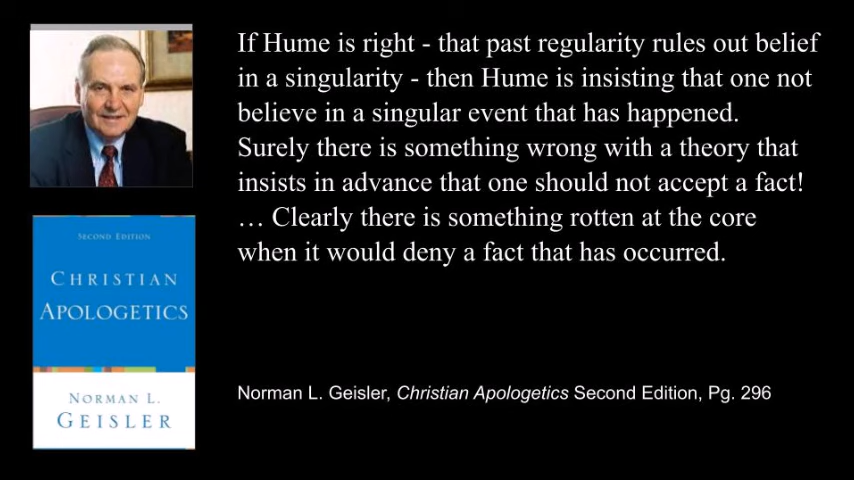 If Hume is right - that past regularity rules out belief
in a singularity - then Hume is insisting that one not
believe in a singular event that has happened.
Surely there is something wrong with a theory that
insists in advance that one should not accept a fact!
… Clearly there is something rotten at the core
when it would deny a fact that has occurred.
SECOND EDITION
CHRISTIAN
APOLOGETICS
NORMAN L.
GEISLER
Norman L. Geisler, Christian Apologetics Second Edition, Pg. 296